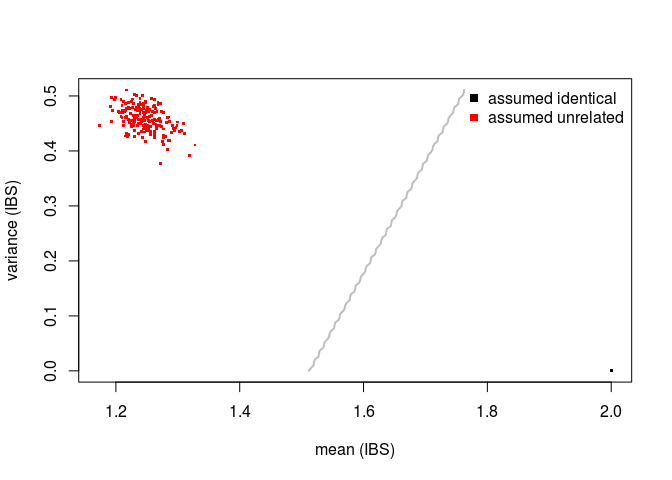 variance (IBS)
0.5
0.4
0.3
0.2
0.1
0.0
assumed identical
assumed unrelated
1.2 1.4 1.6 1.8 2.0
mean (IBS)